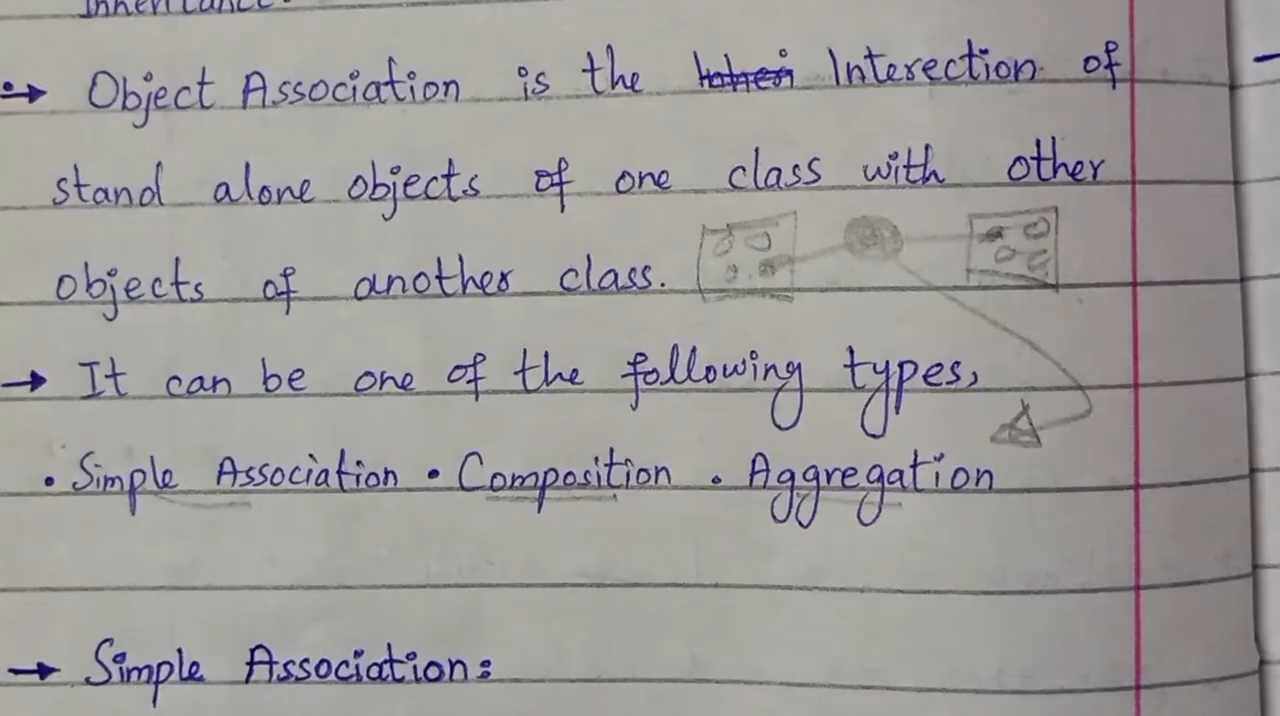 Inheritance.
→ Object Association is the Interection of
stand alone objects of one class with other
objects of another class.
→ It can be one of the following types,
• Simple Association • Composition • Aggregation
→ Simple Association: